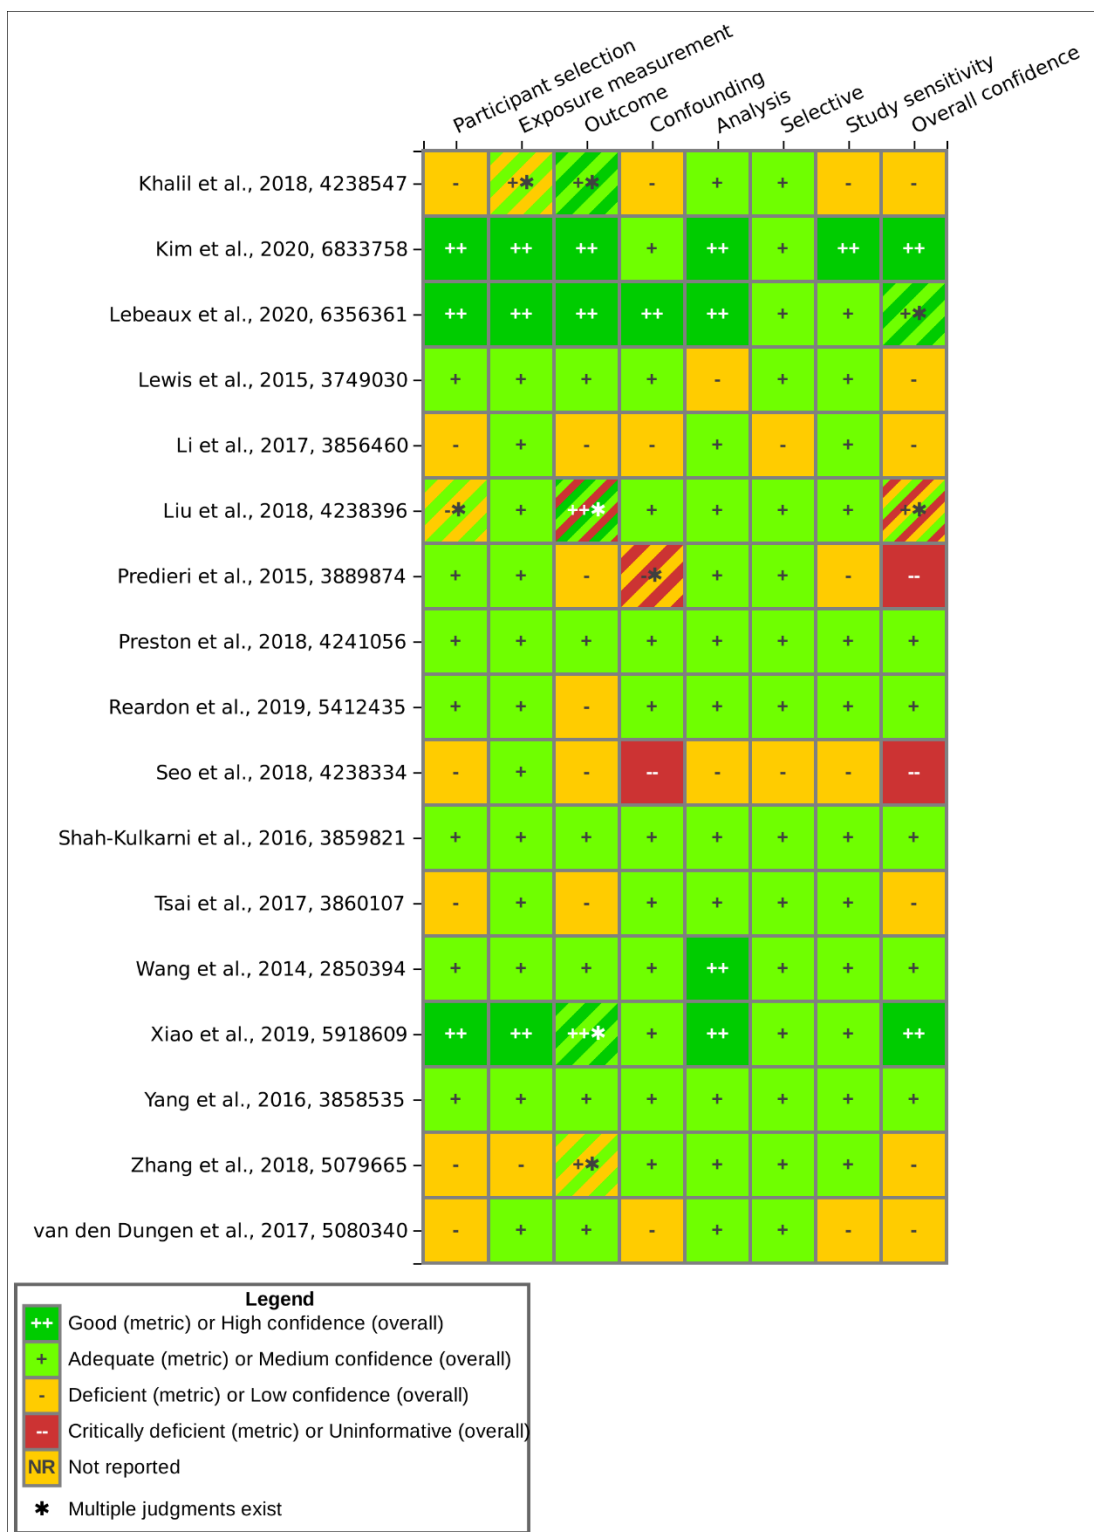 Participant selection
Exposure measurement
Outcome
Confounding
Analysis
Selective
Study sensitivity
Overall confidence
Khalil et al., 2018, 4238547 - +✱ +✱ - + + - -
Kim et al., 2020, 6833758 ++ ++ ++ + ++ + ++ ++
Lebeaux et al., 2020, 6356361 ++ ++ ++ ++ ++ + + +✱
Lewis et al., 2015, 3749030 + + + + - + + -
Li et al., 2017, 3856460 - + - - + - + -
Liu et al., 2018, 4238396 -✱ + ++✱ + + + + +✱
Predieri et al., 2015, 3889874 + + - -✱ + + - --
Preston et al., 2018, 4241056 + + + + + + + +
Reardon et al., 2019, 5412435 + + - + + + + +
Seo et al., 2018, 4238334 - + - -- - - - --
Shah-Kulkarni et al., 2016, 3859821 + + + + + + + +
Tsai et al., 2017, 3860107 - + - + + + + -
Wang et al., 2014, 2850394 + + + + ++ + + +
Xiao et al., 2019, 5918609 ++ ++ ++✱ + ++ + + ++
Yang et al., 2016, 3858535 + + + + + + + +
Zhang et al., 2018, 5079665 - - +✱ + + + + -
van den Dungen et al., 2017, 5080340 - + + - + + - -
Legend
++ Good (metric) or High confidence (overall)
+ Adequate (metric) or Medium confidence (overall)
- Deficient (metric) or Low confidence (overall)
-- Critically deficient (metric) or Uninformative (overall)
NR Not reported
✱ Multiple judgments exist